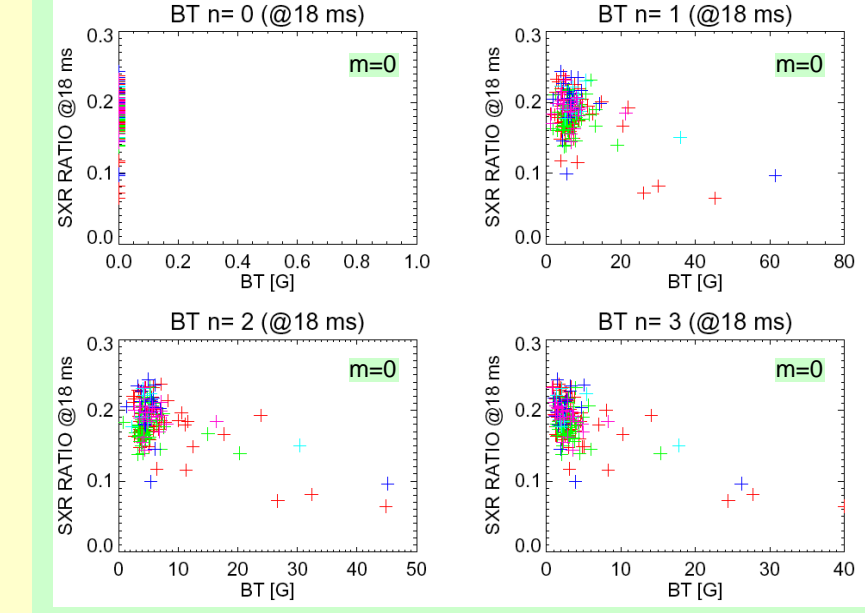 BT n= 0 (@18 ms)
BT n= 1 (@18 ms)
0.3
0.2
0.1
0.0
SXR RATIO @18 ms
m=0
0.0 0.2 0.4 0.6 0.8 1.0
BT [G]
0.3
0.2
0.1
0.0
SXR RATIO @18 ms
m=0
0 20 40 60 80
BT [G]
BT n= 2 (@18 ms)
BT n= 3 (@18 ms)
0.3
0.2
0.1
0.0
SXR RATIO @18 ms
m=0
0 10 20 30 40 50
BT [G]
0.3
0.2
0.1
0.0
SXR RATIO @18 ms
m=0
0 10 20 30 40
BT [G]